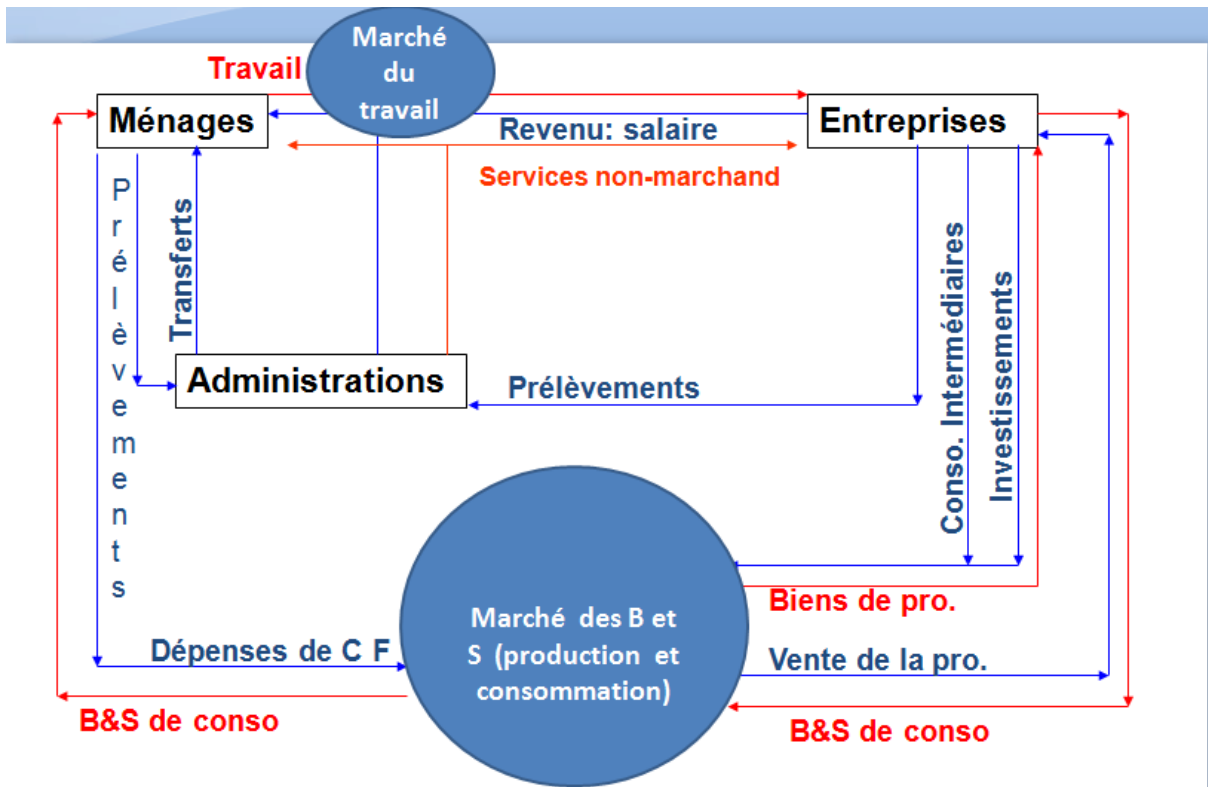 Marché
du
travail
Travail
Ménages
Entreprises
Revenu: salaire
Services non-marchand
Prélèvements
Transferts
Conso. Intermédiaires
Investissements
Administrations
Prélèvements
Biens de pro.
Marché des B et
S (production et
consommation)
Dépenses de C F
Vente de la pro.
B&S de conso
B&S de conso